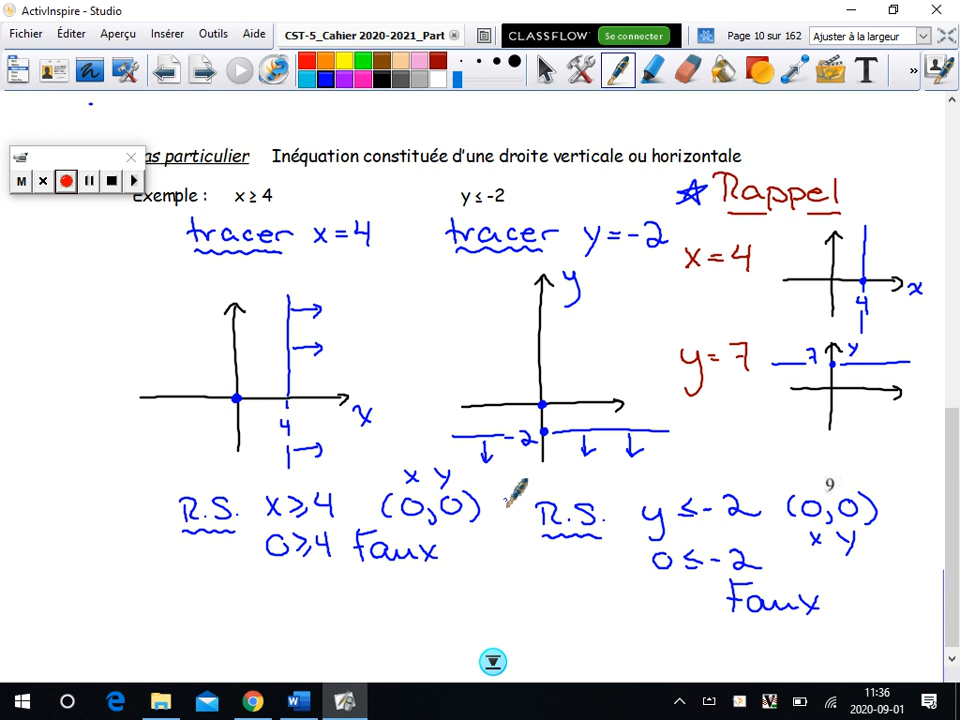 ActivInspire - Studio
Fichier Éditer Aperçu Insérer Outils Aide CST-5_Cahier 2020-2021_Part CLASSFLOW Se connecter Page 10 sur 162 Ajuster à la largeur
as particulier Inéquation constituée d'une droite verticale ou horizontale
M
Exemple : x ≥ 4 y ≤ -2
Rappel
tracer x = 4 tracer y = -2
x = 4
y
x
4
y = 7
7 y
x
4
-2
x y
R.S. x ≥ 4 (0,0)
0 ≥ 4 Faux
9
R.S. y ≤ -2 (0,0)
x y
0 ≤ -2
Faux
11:36
2020-09-01